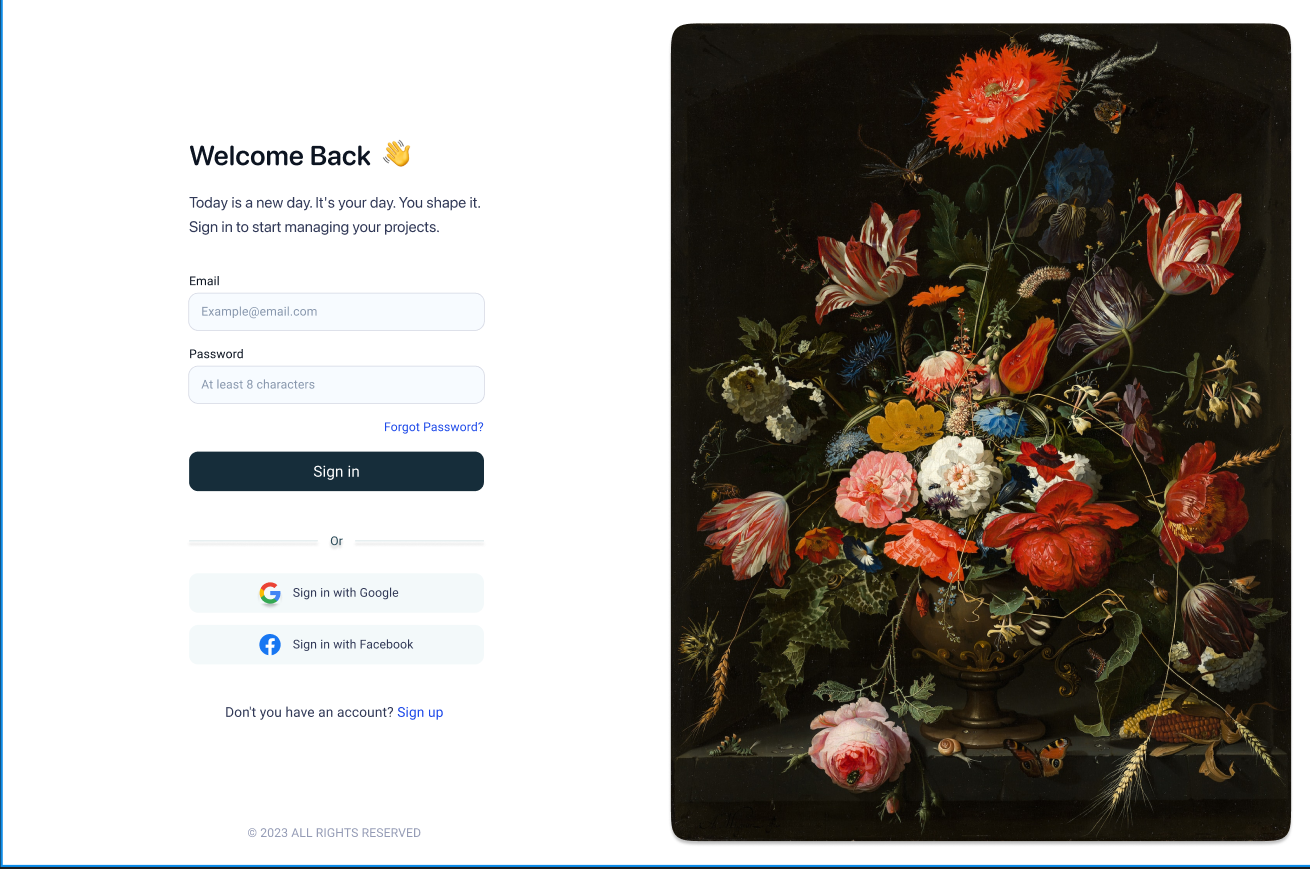 Welcome Back 👋
Today is a new day. It's your day. You shape it.
Sign in to start managing your projects.
Email
Example@email.com
Password
At least 8 characters
Forgot Password?
Sign in
Or
Sign in with Google
Sign in with Facebook
Don't you have an account? Sign up
© 2023 ALL RIGHTS RESERVED